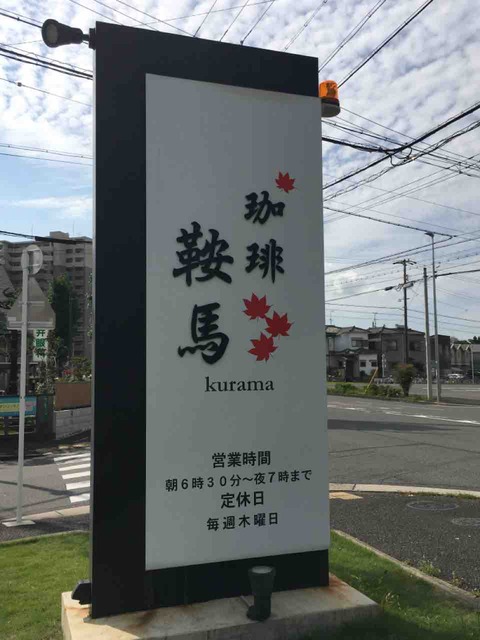 珈琲
鞍馬
kurama
営業時間
朝6時30分〜夜7時まで
定休日
毎週木曜日